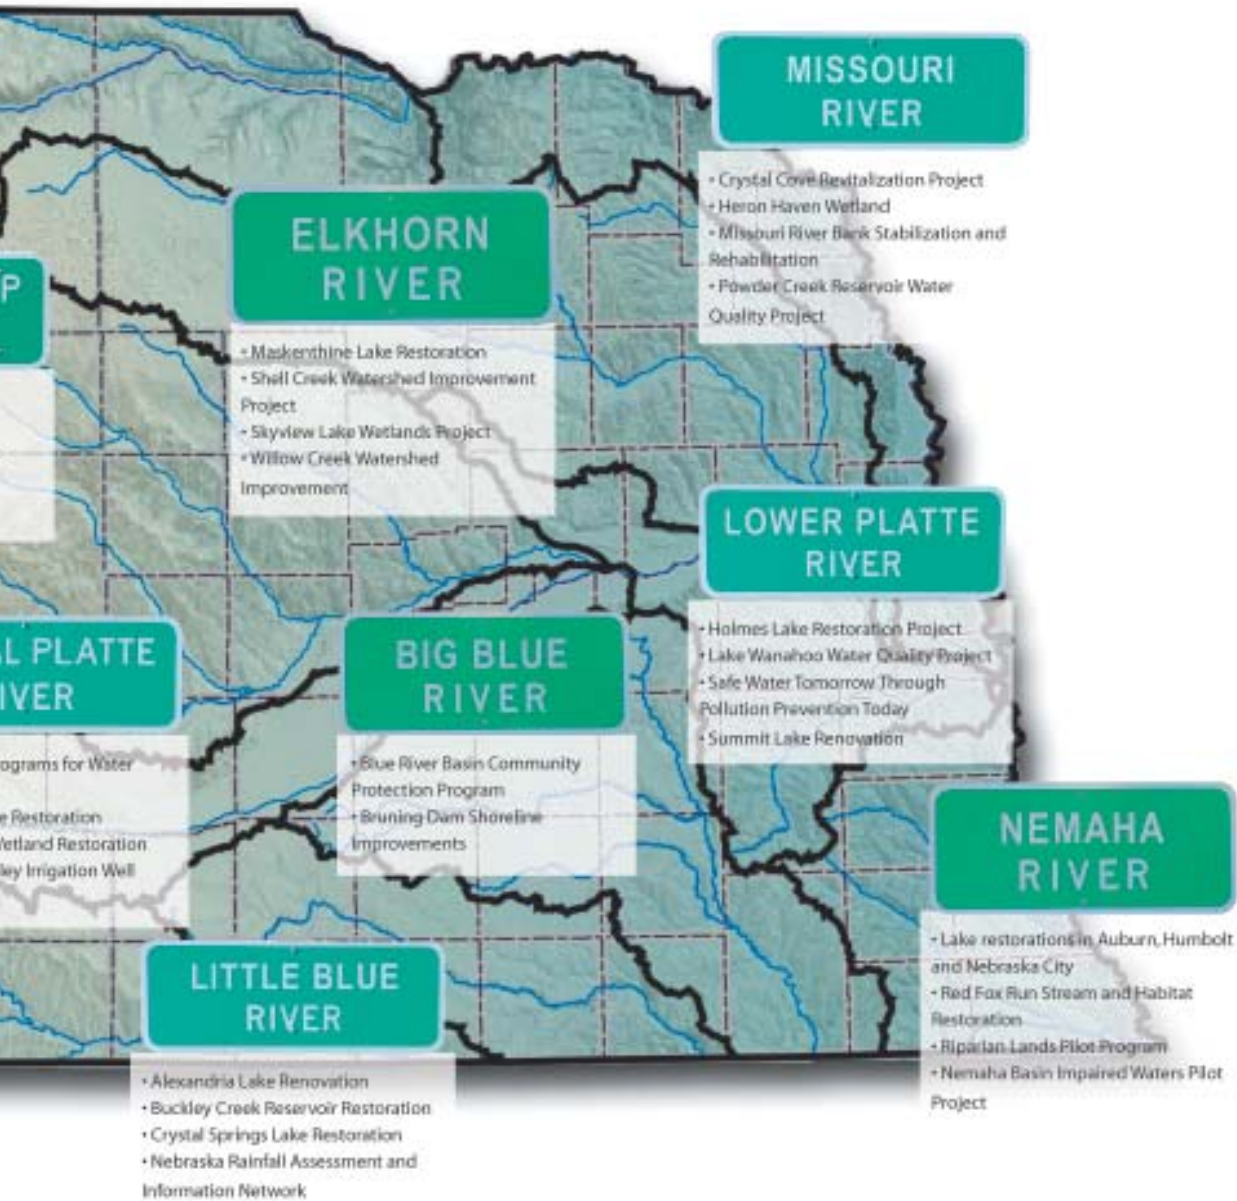 MISSOURI
RIVER
• Crystal Cove Revitalization Project
• Heron Haven Wetland
• Missouri River Bank Stabilization and
Rehabilitation
• Powder Creek Reservoir Water
Quality Project
ELKHORN
RIVER
• Maskenthine Lake Restoration
• Shell Creek Watershed Improvement
Project
• Skyview Lake Wetlands Project
• Willow Creek Watershed
Improvement
P
LOWER PLATTE
RIVER
• Holmes Lake Restoration Project
• Lake Wanahoo Water Quality Project
• Safe Water Tomorrow Through
Pollution Prevention Today
• Summit Lake Renovation
AL PLATTE
IVER
ograms for Water
e Restoration
Wetland Restoration
ley Irrigation Well
BIG BLUE
RIVER
• Blue River Basin Community
Protection Program
• Bruning Dam Shoreline
Improvements
NEMAHA
RIVER
• Lake restorations in Auburn, Humbolt
and Nebraska City
• Red Fox Run Stream and Habitat
Restoration
• Riparian Lands Pilot Program
• Nemaha Basin Impaired Waters Pilot
Project
LITTLE BLUE
RIVER
• Alexandria Lake Renovation
• Buckley Creek Reservoir Restoration
• Crystal Springs Lake Restoration
• Nebraska Rainfall Assessment and
Information Network